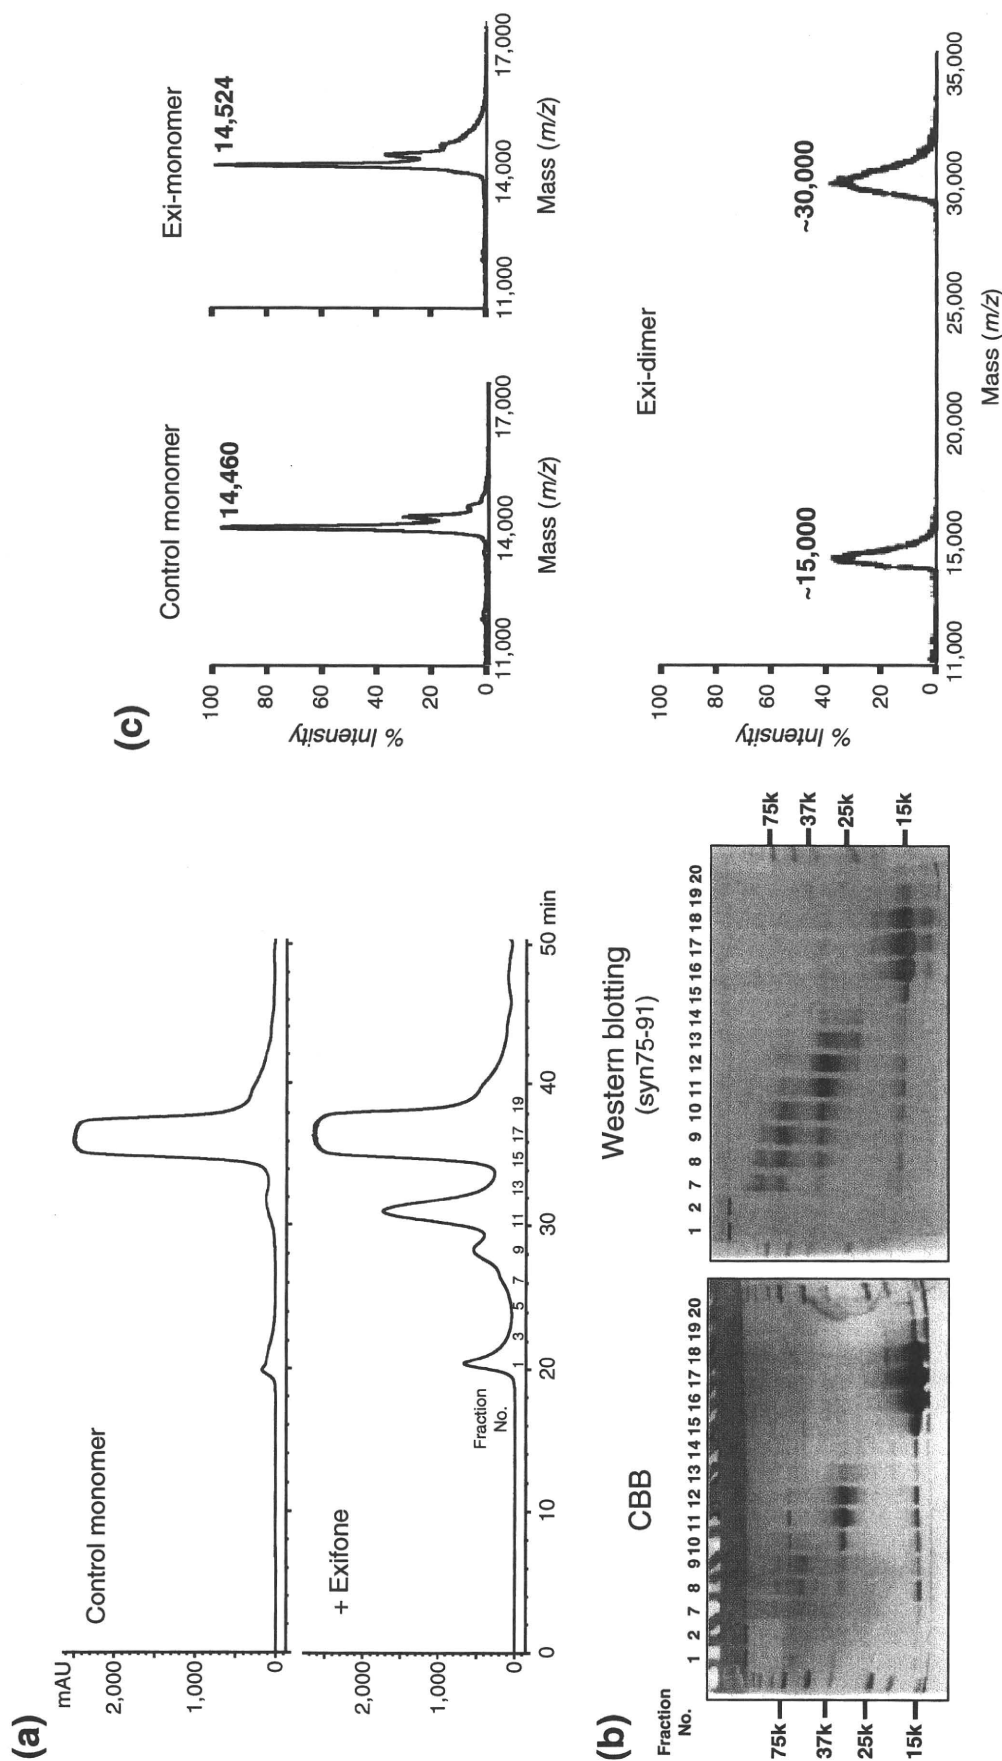 (a)
mAU
Control monomer
2,000
1,000
0
+ Exifone
2,000
1,000
0
Fraction
No.
1 3 5 7 9 11 13 15 17 19
0 10 20 30 40 50 min
(b)
CBB
Western blotting
(syn75-91)
Fraction
No.
1 2 7 8 9 10 11 12 13 14 15 16 17 18 19 20
1 2 7 8 9 10 11 12 13 14 15 16 17 18 19 20
75k
37k
25k
15k
75k
37k
25k
15k
(c)
Control monomer
Exi-monomer
% Intensity
100
80
60
40
20
0
14,460
14,524
11,000 14,000 17,000
11,000 14,000 17,000
Mass (m/z)
Mass (m/z)
Exi-dimer
% Intensity
100
80
60
40
20
0
~15,000
~30,000
11,000 15,000 20,000 25,000 30,000 35,000
Mass (m/z)